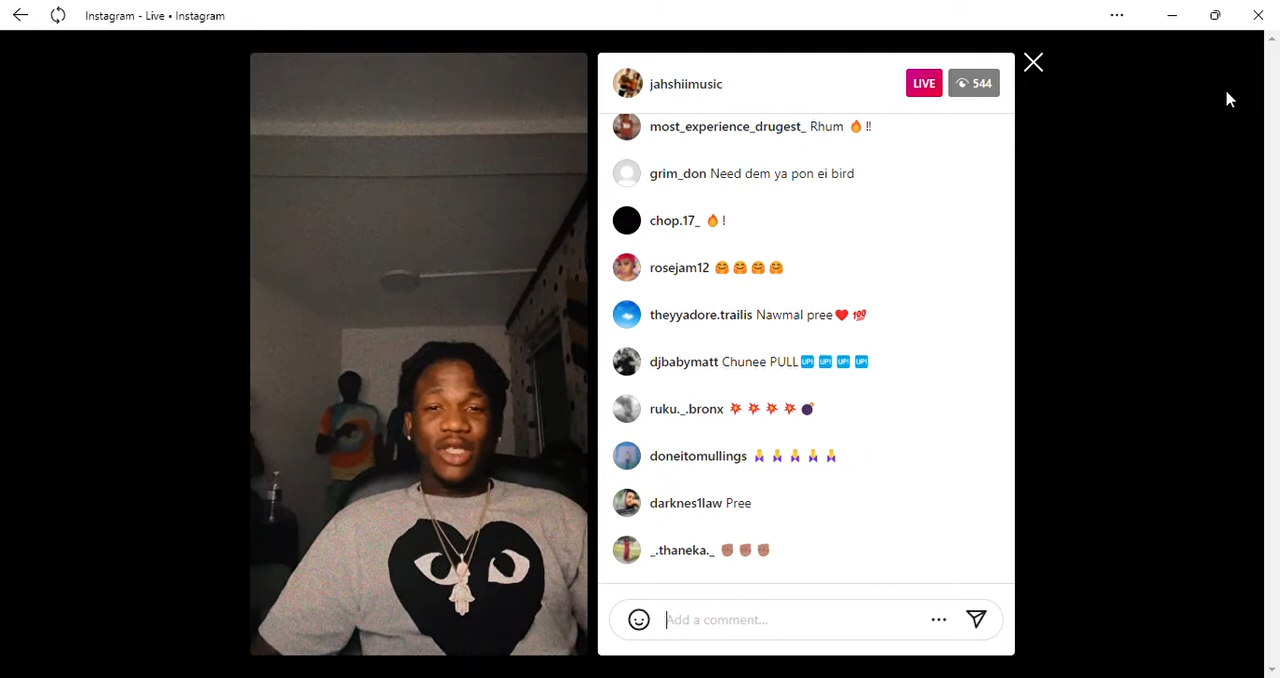 Instagram - Live • Instagram
jahshiimusic LIVE 544
most_experience_drugest_ Rhum 🔥 !!
grim_don Need dem ya pon ei bird
chop.17_ 🔥 !
rosejam12 🤗 🤗 🤗 🤗
theyyadore.trailis Nawmal pree❤️ 💯
djbabymatt Chunee PULL🆙 🆙 🆙 🆙
ruku._.bronx 💥 💥 💥 💥 💣
doneitomullings 🙏 🙏 🙏 🙏 🙏
darknes1law Pree
_.thaneka._ ✊🏽 ✊🏽 ✊🏽
Add a comment...